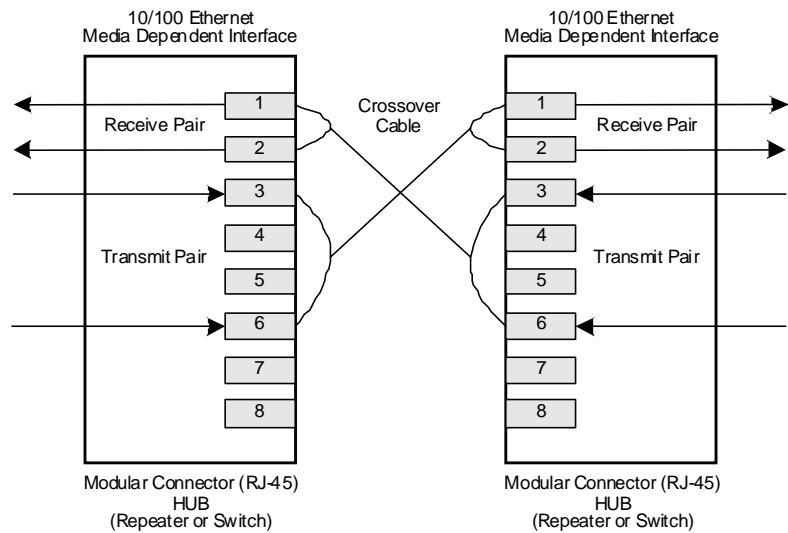 10/100 Ethernet
Media Dependent Interface
10/100 Ethernet
Media Dependent Interface
1
Receive Pair
2
3
4
Transmit Pair
5
6
7
8
Crossover
Cable
1
Receive Pair
2
3
4
Transmit Pair
5
6
7
8
Modular Connector (RJ-45)
HUB
(Repeater or Switch)
Modular Connector (RJ-45)
HUB
(Repeater or Switch)